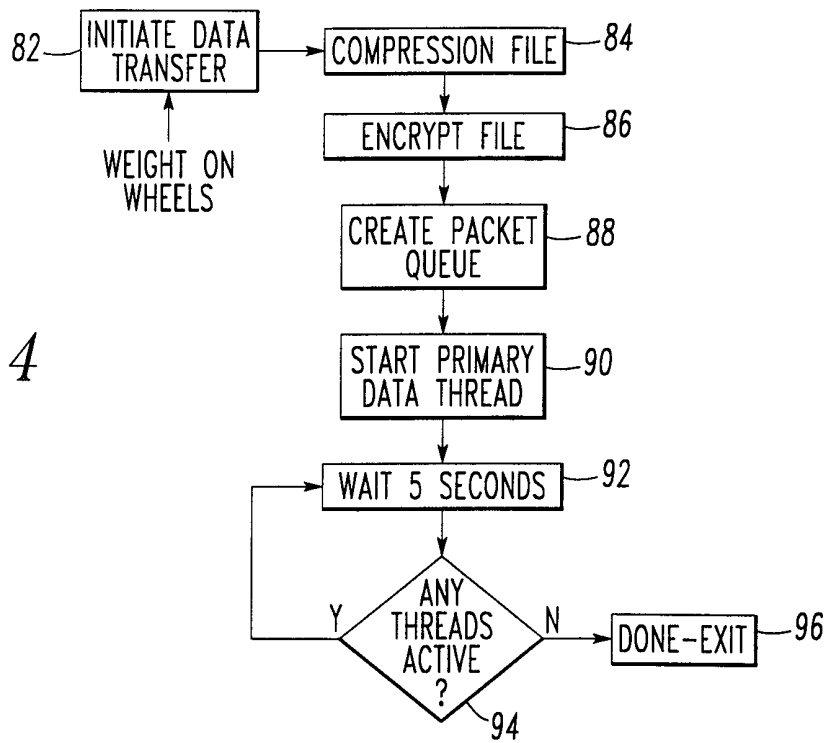 82
INITIATE DATA
TRANSFER
WEIGHT ON
WHEELS
COMPRESSION FILE
84
ENCRYPT FILE
86
CREATE PACKET
QUEUE
88
4
START PRIMARY
DATA THREAD
90
WAIT 5 SECONDS
92
Y
ANY
THREADS
ACTIVE
?
N
94
DONE-EXIT
96